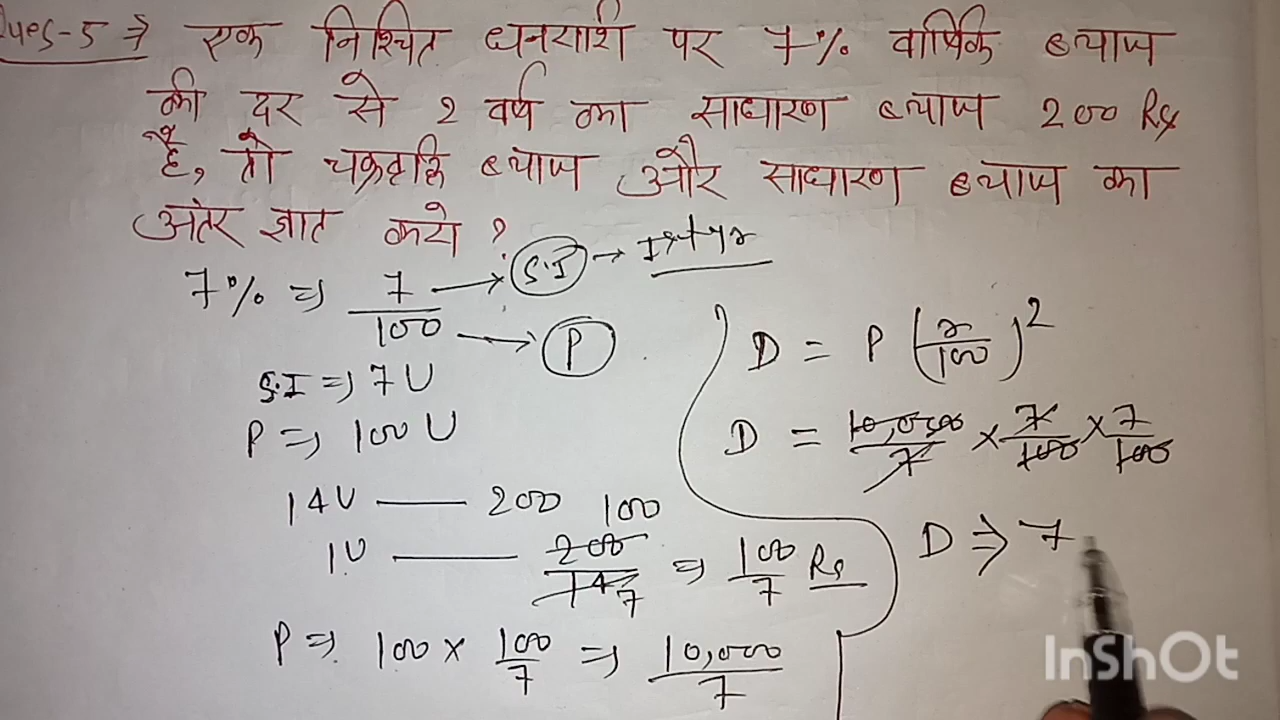 Ques-5 ⇒ एक निश्चित धनराशि पर 7% वार्षिक ब्याज
की दर से 2 वर्ष का साधारण ब्याज 200 Rs
है, तो चक्रवृद्धि ब्याज और साधारण ब्याज का
अंतर ज्ञात करो ?
7% ⇒ 7/100 → S.I → 1st yr
→ P
S.I ⇒ 7U
P ⇒ 100U
14U — 200 100
1U — 200/14 7 ⇒ 100/7 Rs
P ⇒ 100 × 100/7 ⇒ 10,000/7
D = P (r/100)²
D = 10,000/7 × 7/100 × 7/100
D ⇒ 7
InShOt